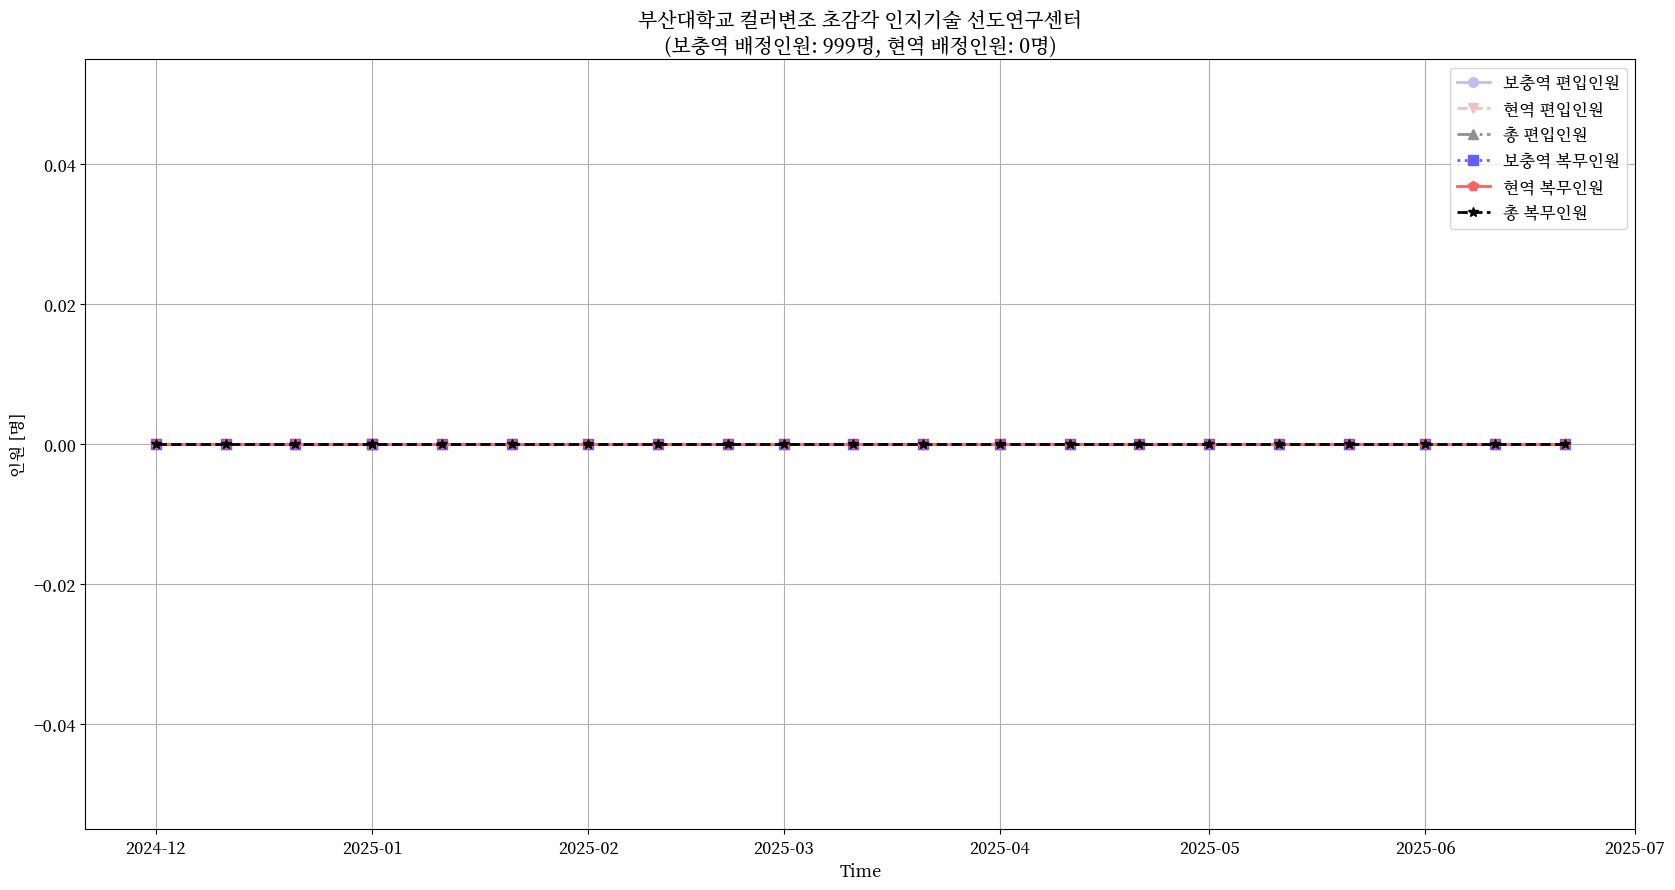 부산대학교 컬러변조 초감각 인지기술 선도연구센터
(보충역 배정인원: 999명, 현역 배정인원: 0명)
보충역 편입인원
현역 편입인원
총 편입인원
보충역 복무인원
현역 복무인원
총 복무인원
0.04
0.02
0.00
−0.02
−0.04
인원 [명]
2024-12
2025-01
2025-02
2025-03
2025-04
2025-05
2025-06
2025-07
Time